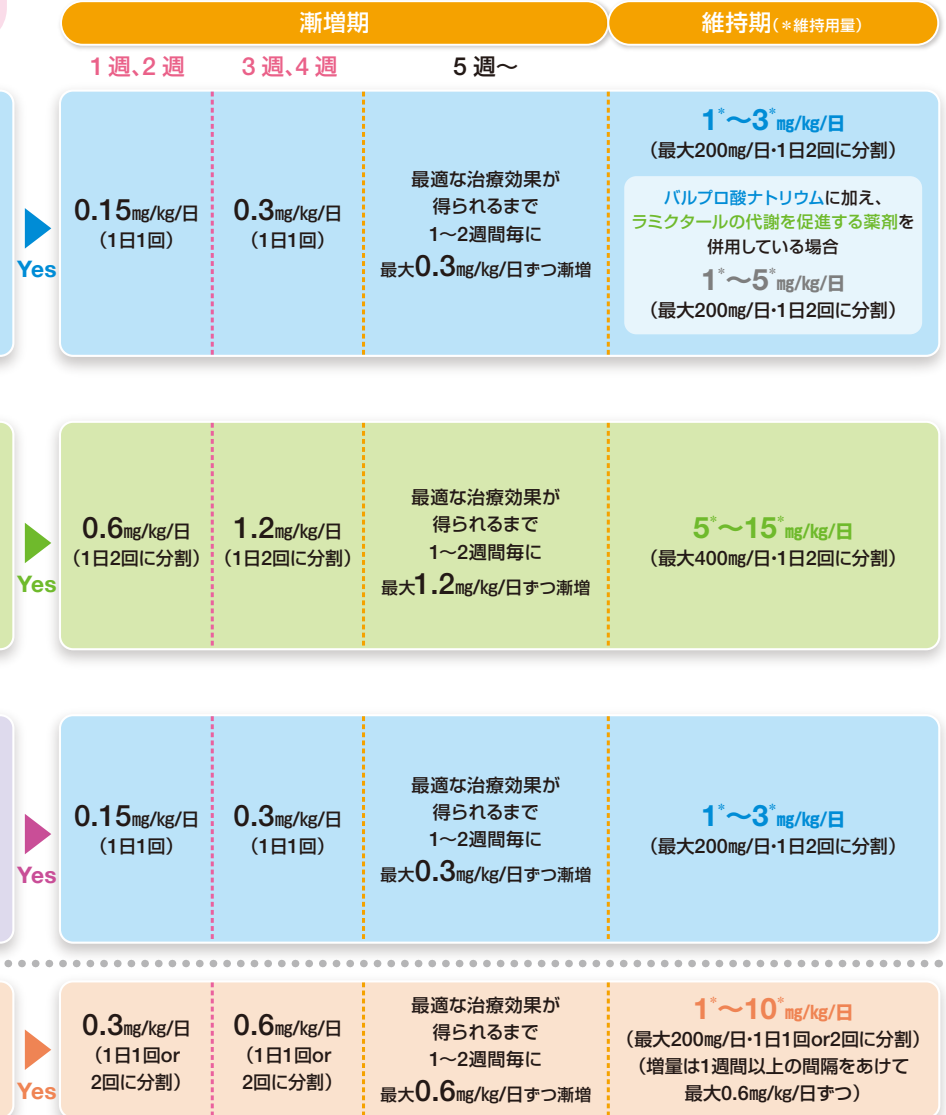 漸増期
維持期(*維持用量)
1週、2週
3週、4週
5週〜
Yes
0.15mg/kg/日
(1日1回)
0.3mg/kg/日
(1日1回)
最適な治療効果が
得られるまで
1〜2週間毎に
最大0.3mg/kg/日ずつ漸増
1*〜3*mg/kg/日
(最大200mg/日・1日2回に分割)
バルプロ酸ナトリウムに加え、
ラミクタールの代謝を促進する薬剤を
併用している場合
1*〜5*mg/kg/日
(最大200mg/日・1日2回に分割)
Yes
0.6mg/kg/日
(1日2回に分割)
1.2mg/kg/日
(1日2回に分割)
最適な治療効果が
得られるまで
1〜2週間毎に
最大1.2mg/kg/日ずつ漸増
5*〜15*mg/kg/日
(最大400mg/日・1日2回に分割)
Yes
0.15mg/kg/日
(1日1回)
0.3mg/kg/日
(1日1回)
最適な治療効果が
得られるまで
1〜2週間毎に
最大0.3mg/kg/日ずつ漸増
1*〜3*mg/kg/日
(最大200mg/日・1日2回に分割)
Yes
0.3mg/kg/日
(1日1回or
2回に分割)
0.6mg/kg/日
(1日1回or
2回に分割)
最適な治療効果が
得られるまで
1〜2週間毎に
最大0.6mg/kg/日ずつ漸増
1*〜10*mg/kg/日
(最大200mg/日・1日1回or2回に分割)
(増量は1週間以上の間隔をあけて
最大0.6mg/kg/日ずつ)